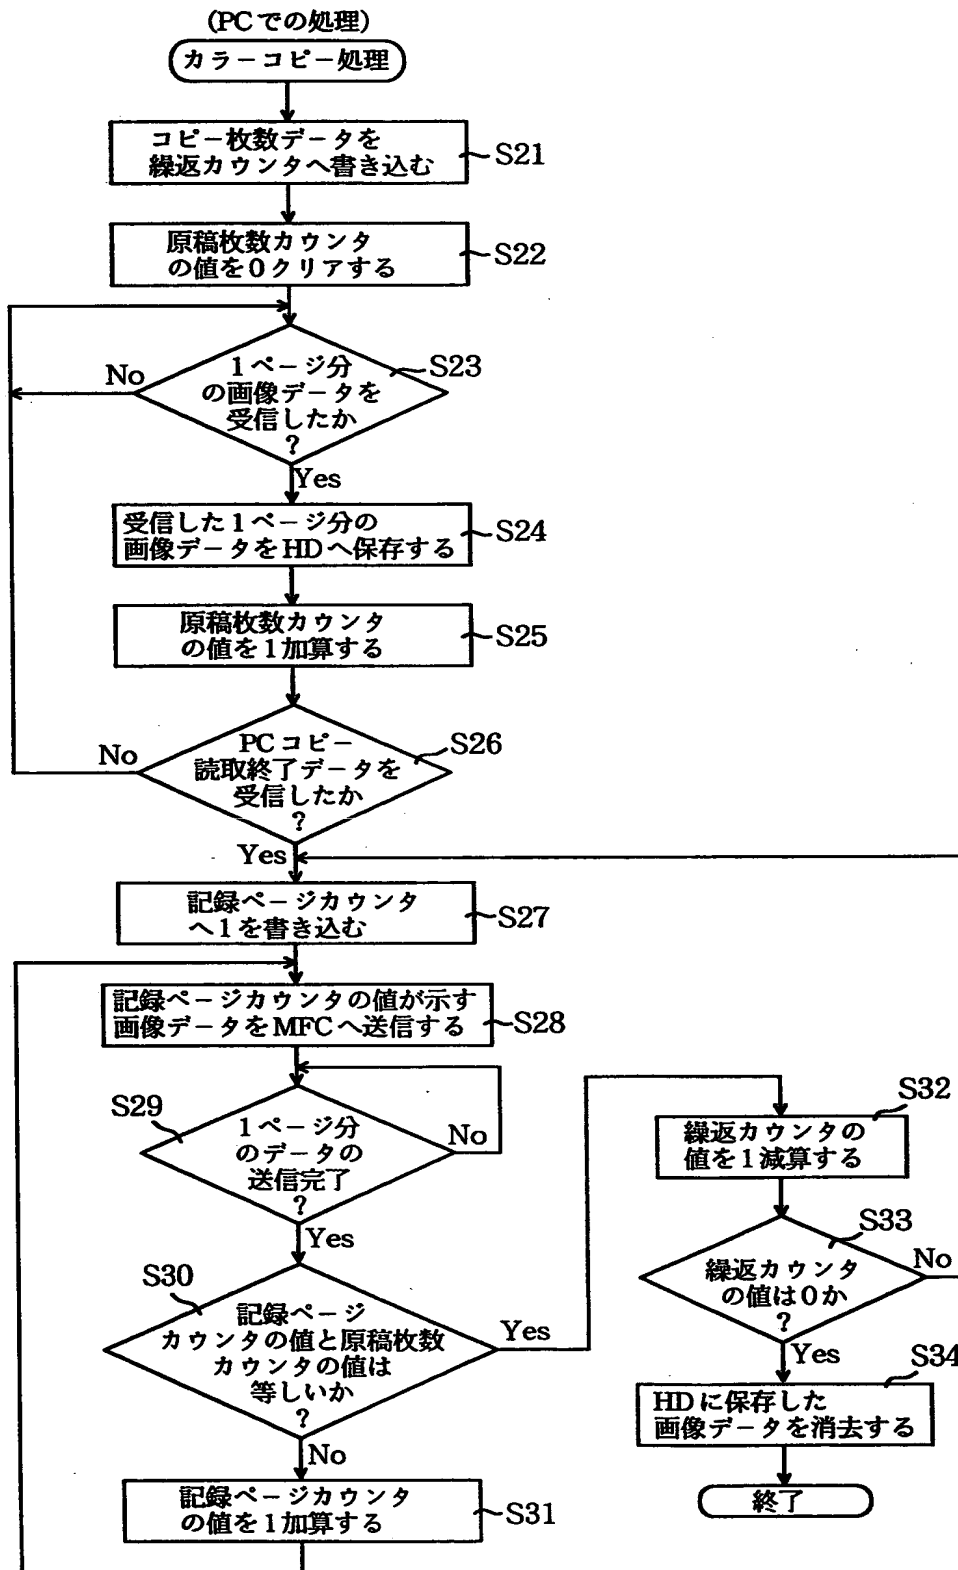 (PCでの処理)
カラーコピー処理
コピー枚数データを
繰返カウンタへ書き込む
S21
原稿枚数カウンタ
の値を0クリアする
S22
1ページ分
の画像データを
受信したか
?
S23
No
Yes
受信した1ページ分の
画像データをHDへ保存する
S24
原稿枚数カウンタ
の値を1加算する
S25
PCコピー
読取終了データを
受信したか
?
S26
No
Yes
記録ページカウンタ
へ1を書き込む
S27
記録ページカウンタの値が示す
画像データをMFCへ送信する
S28
S29
1ページ分
のデータの
送信完了
?
No
Yes
S30
記録ページ
カウンタの値と原稿枚数
カウンタの値は
等しいか
?
Yes
No
記録ページカウンタ
の値を1加算する
S31
S32
繰返カウンタの
値を1減算する
S33
繰返カウンタ
の値は0か
?
No
Yes
S34
HDに保存した
画像データを消去する
終了